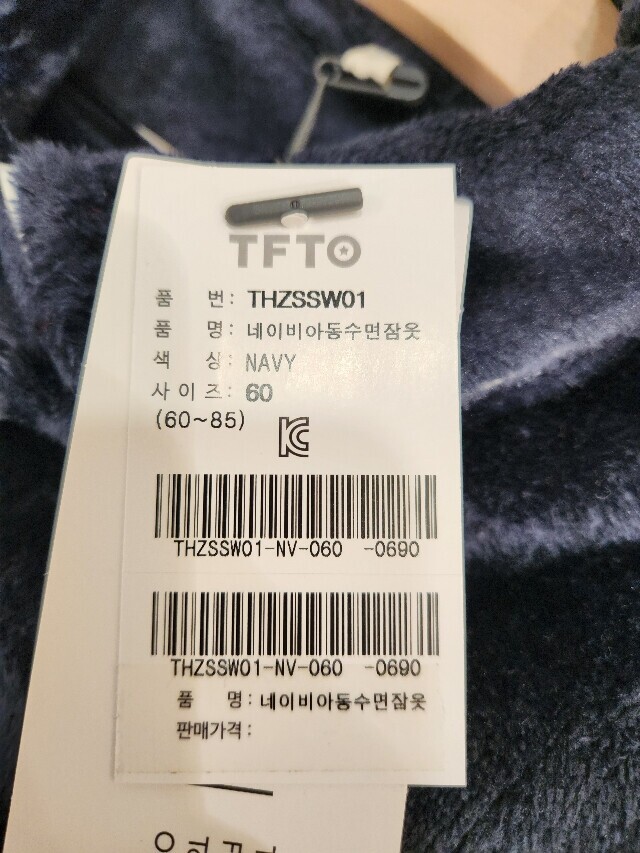 TFTO
품 번: THZSSW01
품 명: 네이비아동수면잠옷
색 상: NAVY
사 이 즈: 60
(60~85)
KC
THZSSW01-NV-060 -0690
THZSSW01-NV-060 -0690
품 명: 네이비아동수면잠옷
판매가격: